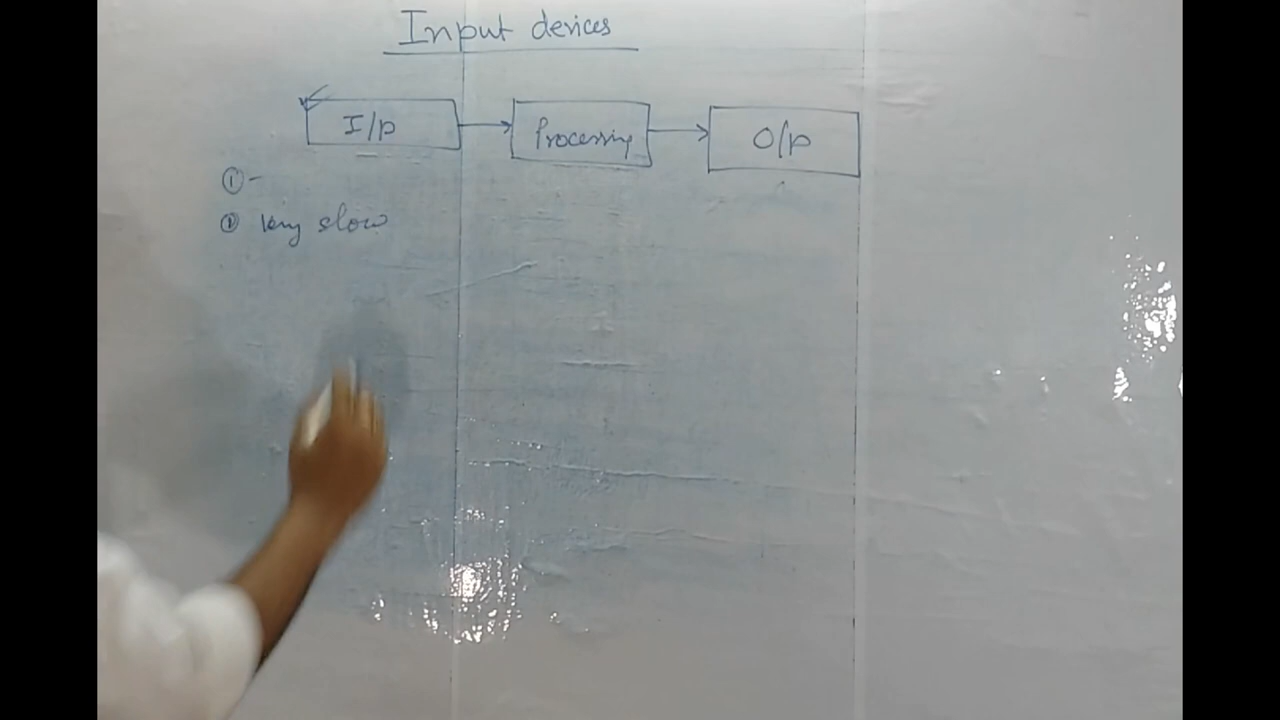 Input devices
I/p Processing O/p
① -
② Very slow